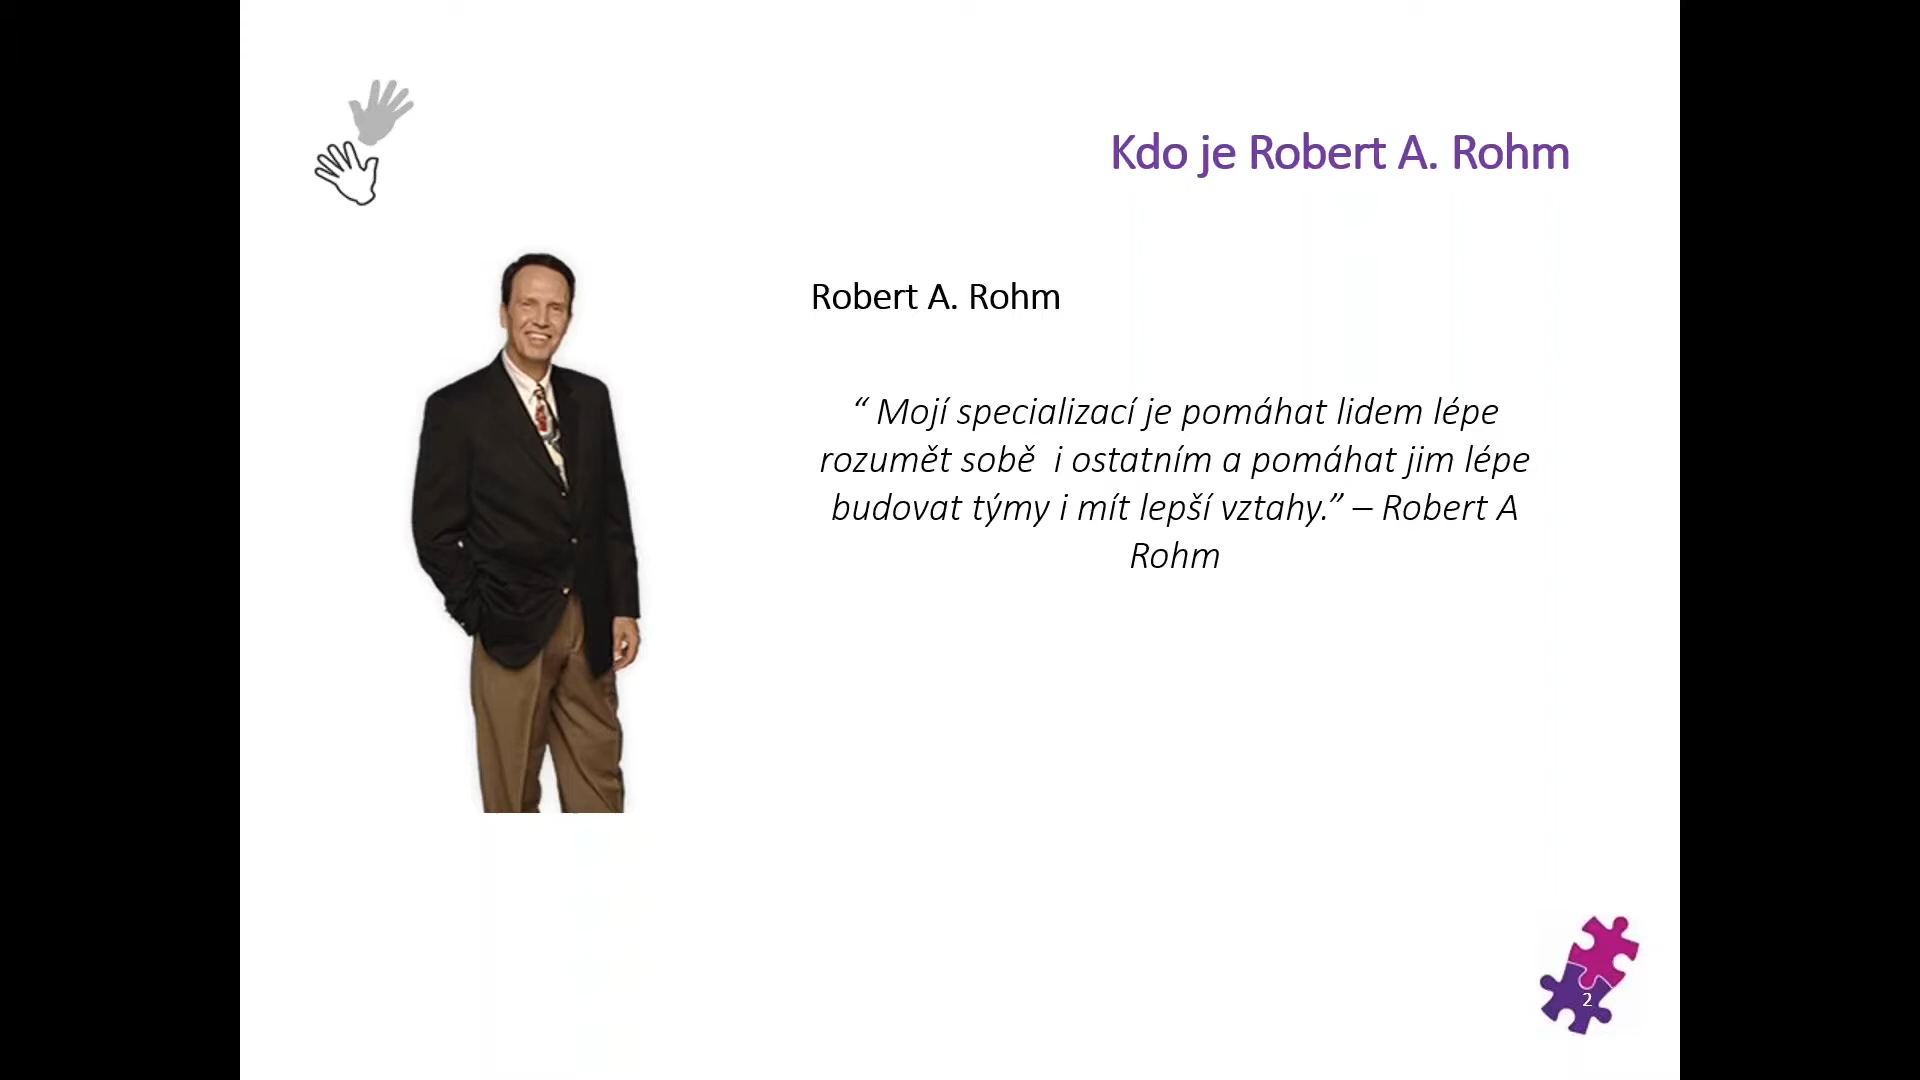 Kdo je Robert A. Rohm
Robert A. Rohm
“ Mojí specializací je pomáhat lidem lépe
rozumět sobě  i ostatním a pomáhat jim lépe
budovat týmy i mít lepší vztahy.” – Robert A
Rohm
2